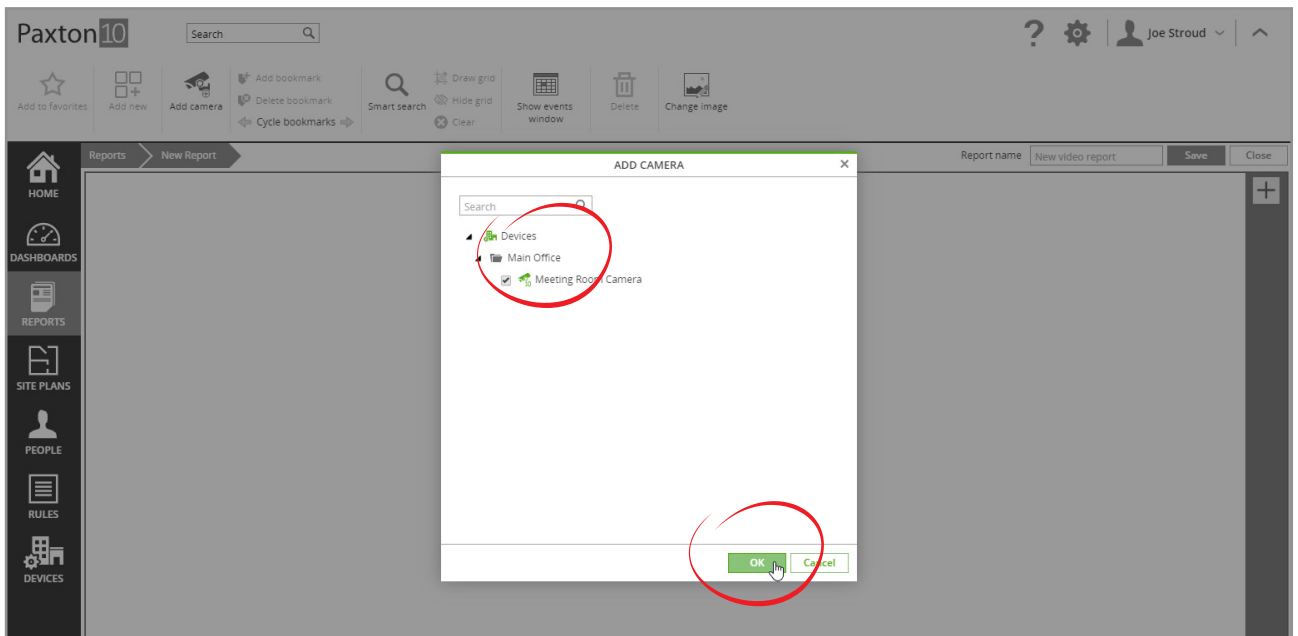 Paxton10
Search
Joe Stroud
Add to favorites
Add new
Add camera
Add bookmark
Delete bookmark
Cycle bookmarks
Smart search
Draw grid
Hide grid
Clear
Show events
window
Delete
Change image
Reports
New Report
Report name
New video report
Save
Close
HOME
DASHBOARDS
REPORTS
SITE PLANS
PEOPLE
RULES
DEVICES
ADD CAMERA
Search
Devices
Main Office
Meeting Room Camera
OK
Cancel